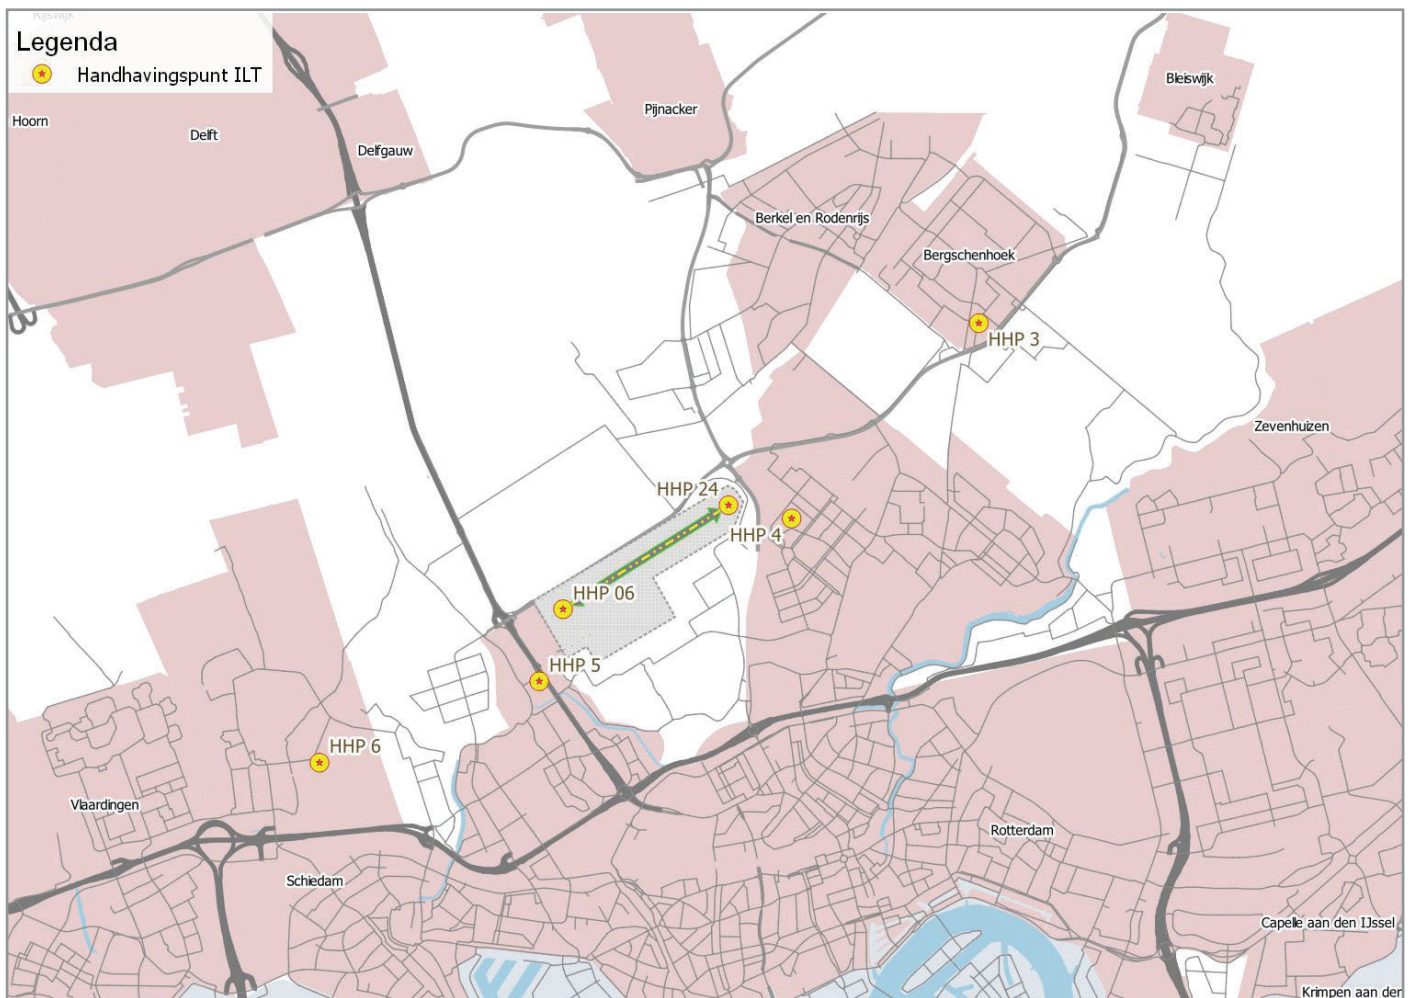 Rijswijk
Legenda
Handhavingspunt ILT
Bleiswijk
Hoorn
Delft
Delfgauw
Pijnacker
Berkel en Rodenrijs
Bergschenhoek
HHP 3
Zevenhuizen
HHP 24
HHP 4
HHP 06
HHP 5
HHP 6
Vlaardingen
Rotterdam
Schiedam
Capelle aan den IJssel
Krimpen aan der